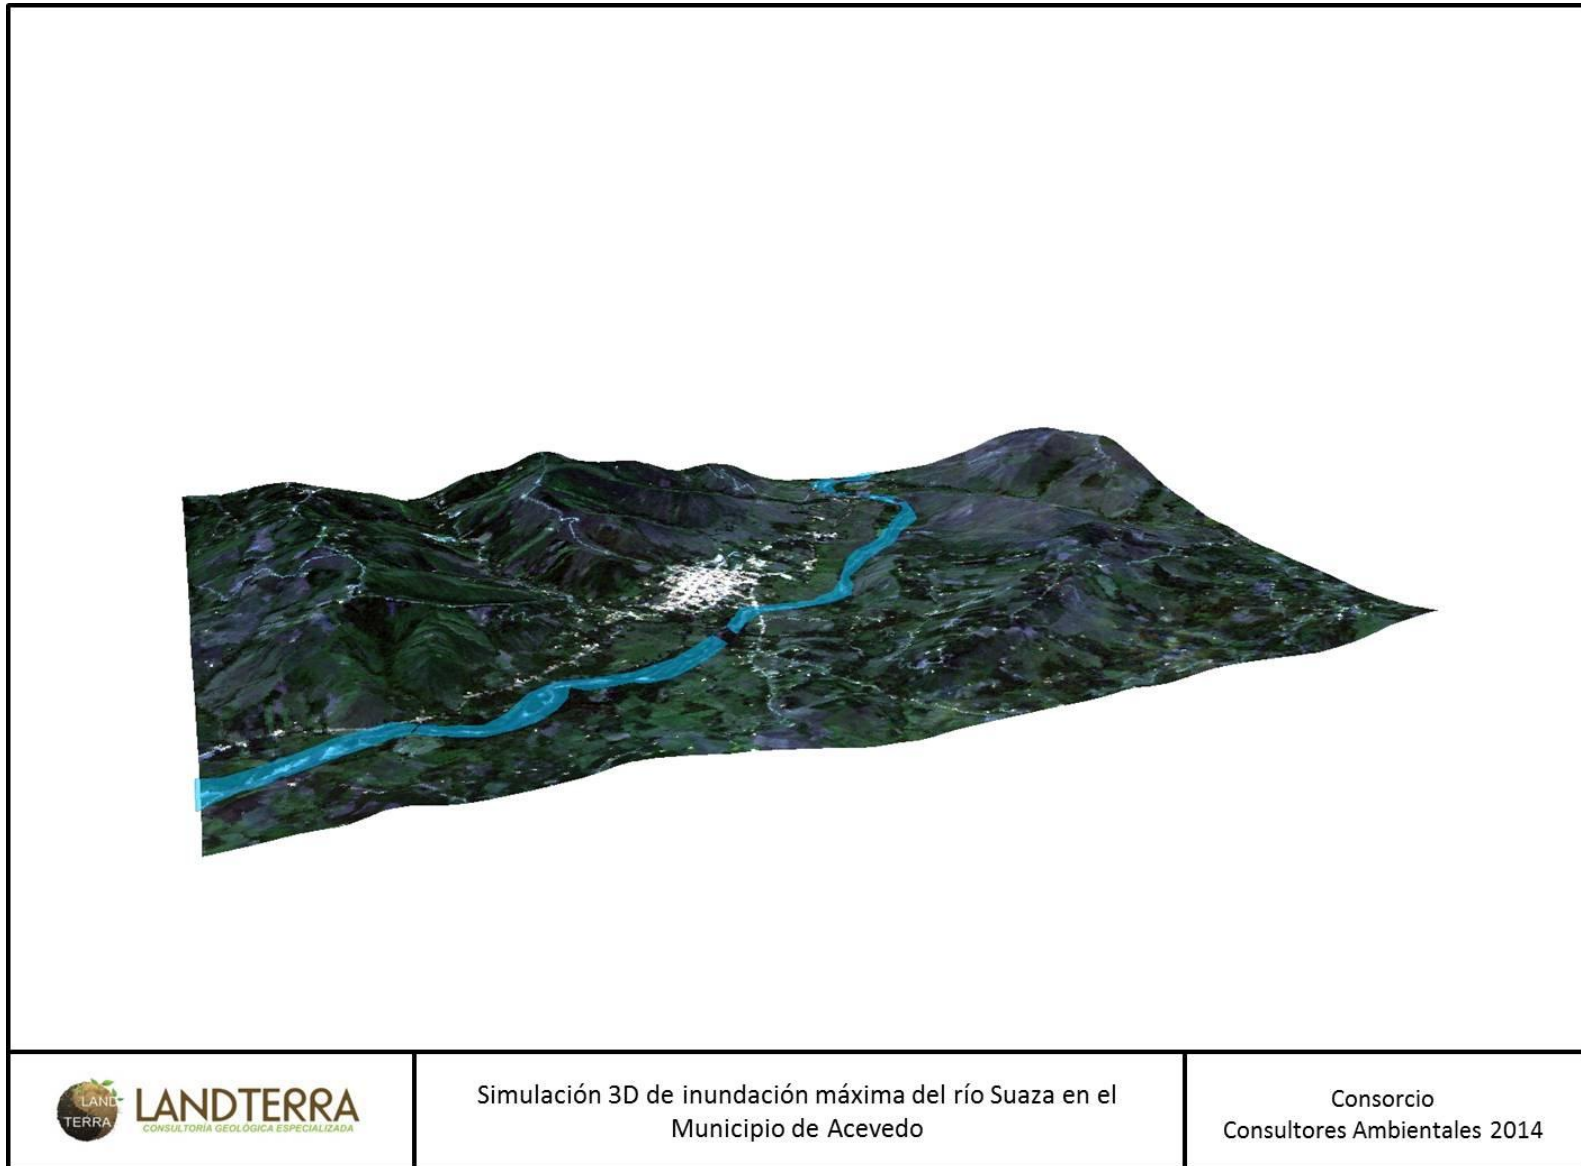 LAND
TERRA
LANDTERRA
CONSULTORÍA GEOLÓGICA ESPECIALIZADA
Simulación 3D de inundación máxima del río Suaza en el
Municipio de Acevedo
Consorcio
Consultores Ambientales 2014